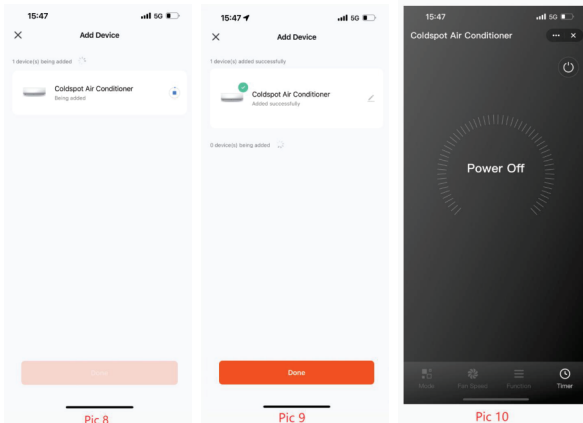 15:47
5G
Add Device
1 device(s) being added
Coldspot Air Conditioner
Being added
Done
Pic 8
15:47
5G
Add Device
1 device(s) added successfully
Coldspot Air Conditioner
Added successfully
0 device(s) being added
Done
Pic 9
15:47
5G
Coldspot Air Conditioner
Power Off
Mode
Fan Speed
Function
Timer
Pic 10